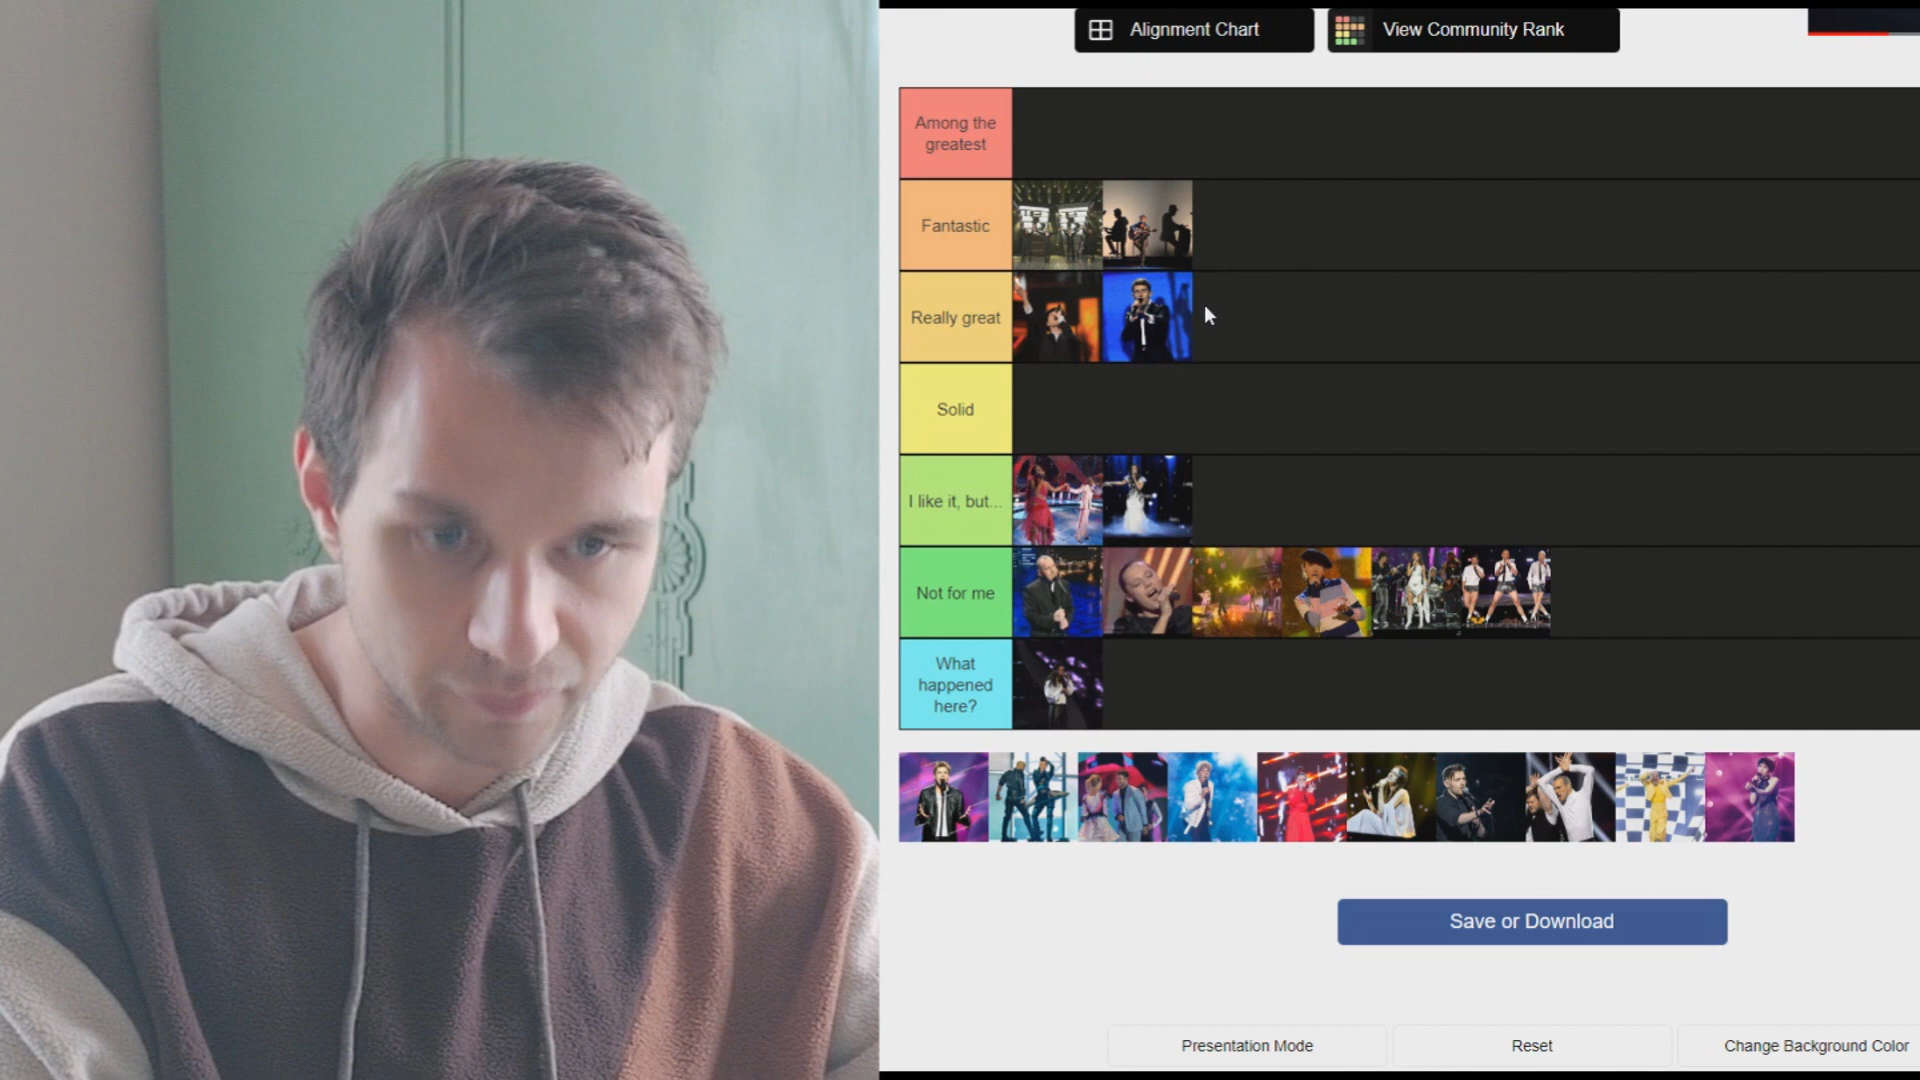 Alignment Chart
View Community Rank
Among the
greatest
Fantastic
Really great
Solid
I like it, but...
Not for me
What
happened
here?
Save or Download
Presentation Mode
Reset
Change Background Color